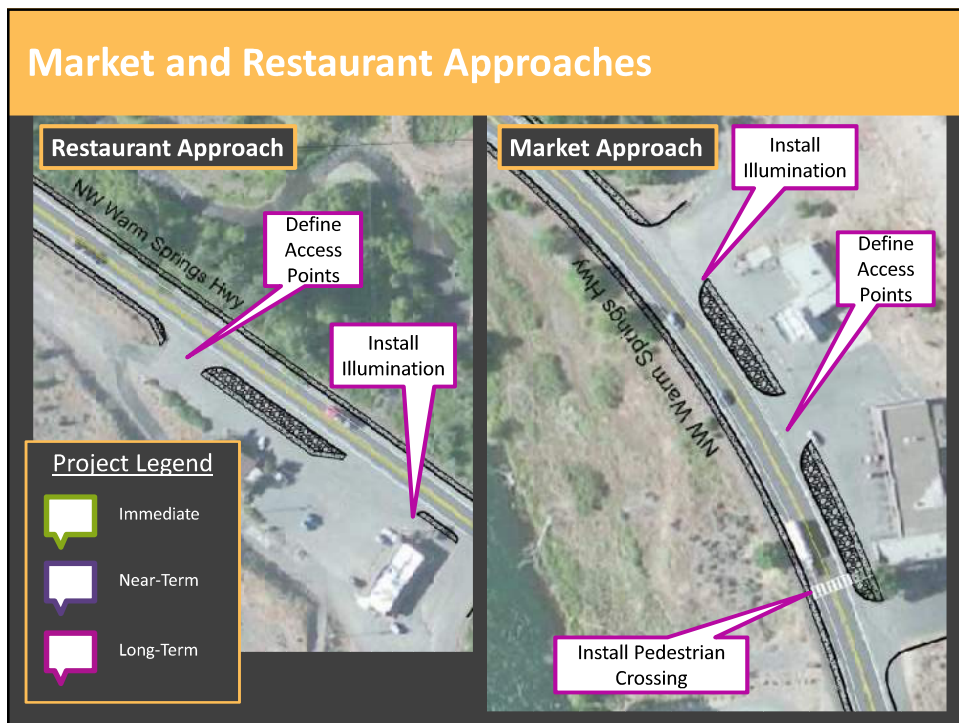 Market and Restaurant Approaches
Restaurant Approach
NW Warm Springs Hwy
Define
Access
Points
Install
Illumination
Project Legend
Immediate
Near-Term
Long-Term
Market Approach
Install
Illumination
Define
Access
Points
NW Warm Springs Hwy
Install Pedestrian
Crossing